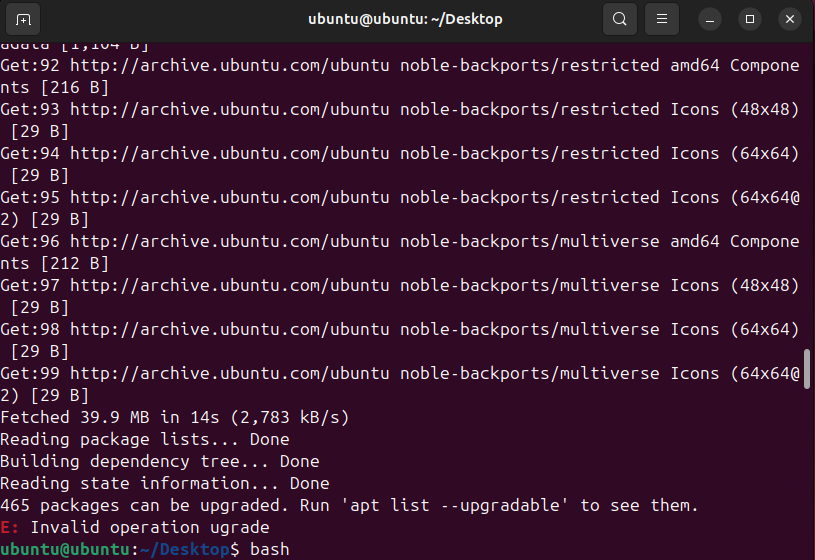 ubuntu@ubuntu: ~/Desktop
adata [1,104 B]
Get:92 http://archive.ubuntu.com/ubuntu noble-backports/restricted amd64 Compone
nts [216 B]
Get:93 http://archive.ubuntu.com/ubuntu noble-backports/restricted Icons (48x48)
 [29 B]
Get:94 http://archive.ubuntu.com/ubuntu noble-backports/restricted Icons (64x64)
 [29 B]
Get:95 http://archive.ubuntu.com/ubuntu noble-backports/restricted Icons (64x64@
2) [29 B]
Get:96 http://archive.ubuntu.com/ubuntu noble-backports/multiverse amd64 Compone
nts [212 B]
Get:97 http://archive.ubuntu.com/ubuntu noble-backports/multiverse Icons (48x48)
 [29 B]
Get:98 http://archive.ubuntu.com/ubuntu noble-backports/multiverse Icons (64x64)
 [29 B]
Get:99 http://archive.ubuntu.com/ubuntu noble-backports/multiverse Icons (64x64@
2) [29 B]
Fetched 39.9 MB in 14s (2,783 kB/s)
Reading package lists... Done
Building dependency tree... Done
Reading state information... Done
465 packages can be upgraded. Run 'apt list --upgradable' to see them.
E: Invalid operation ugrade
ubuntu@ubuntu:~/Desktop$ bash